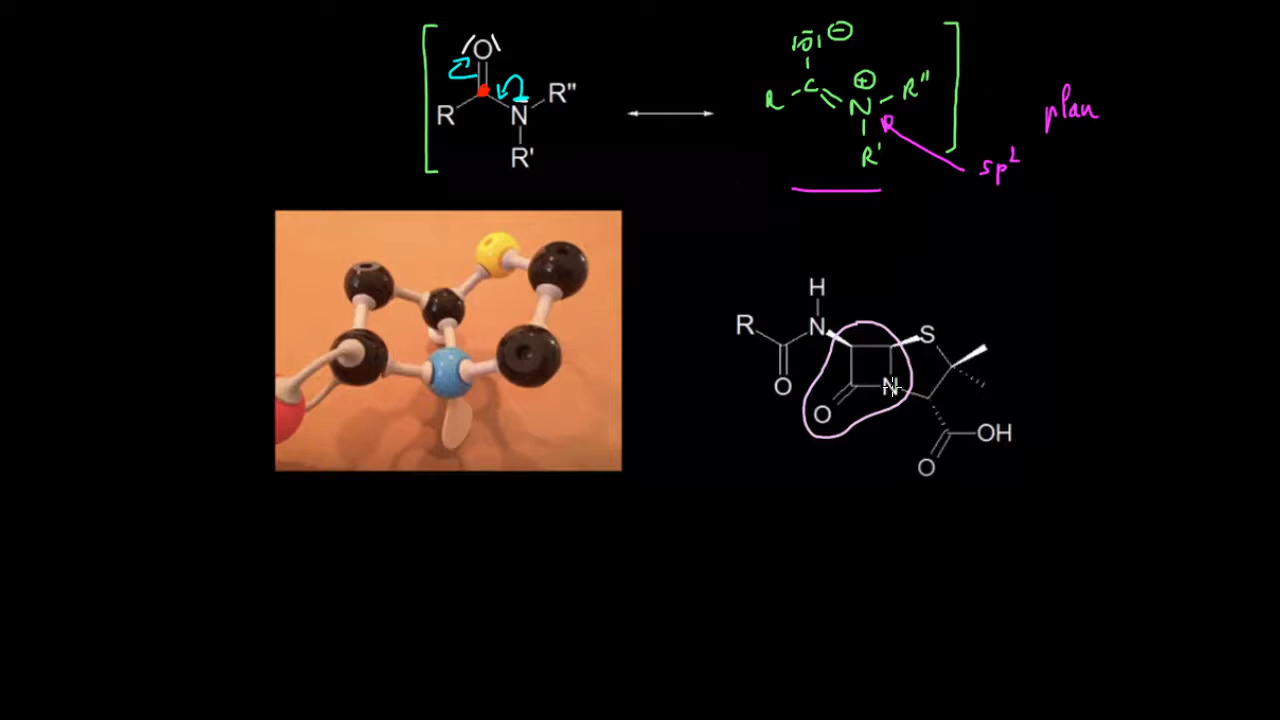 O
R
N
R"
R'
O
⊖
C
R
N
⊕
R"
R'
sp²
plan
H
R
N
O
S
N
O
OH
O